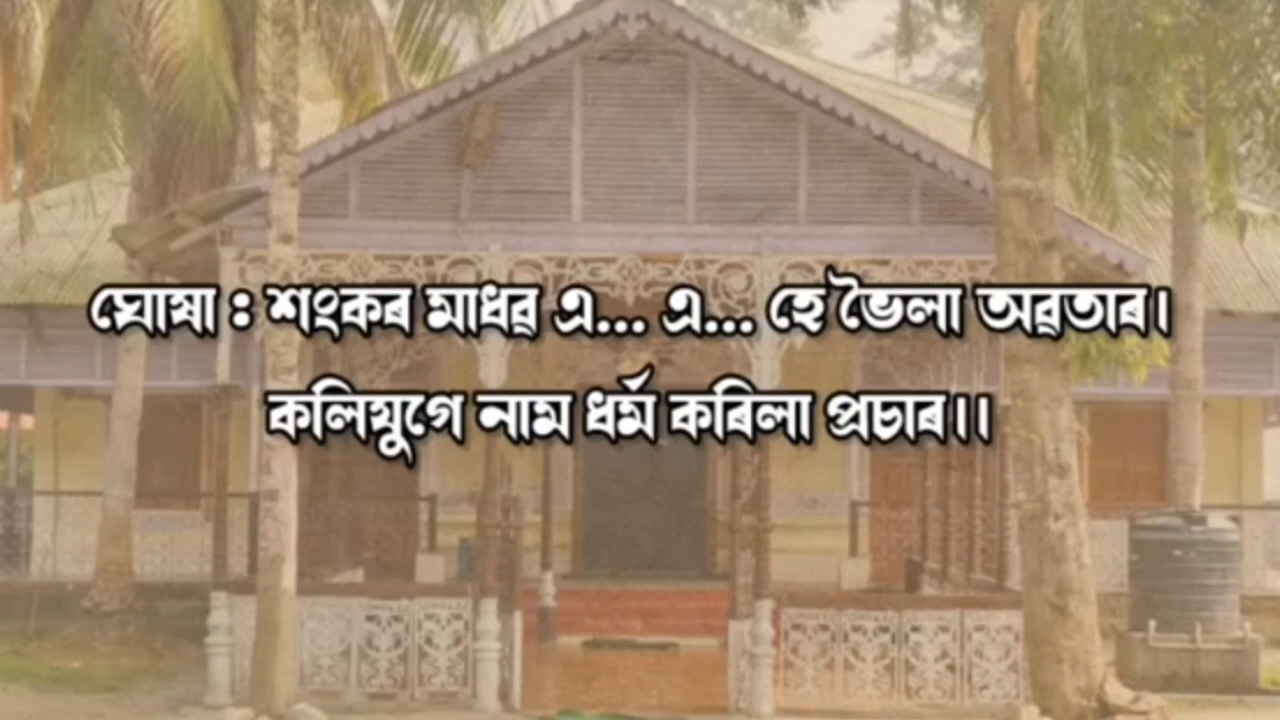 ঘোষা : শংকৰ মাধৱ এ... এ... হে ভৈলা অৱতাৰ।
কলিযুগে নাম ধৰ্ম কৰিলা প্ৰচাৰ।।